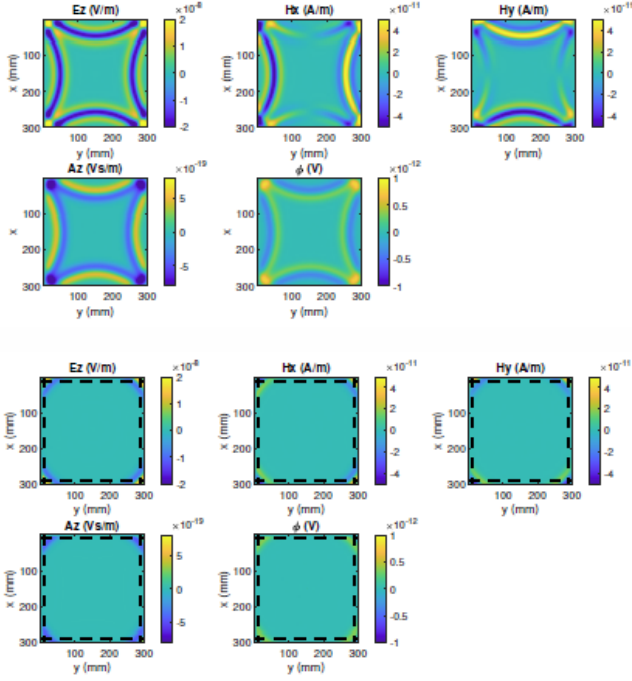 Ez (V/m) ×10⁻⁸ Hx (A/m) ×10⁻¹¹ Hy (A/m) ×10⁻¹¹
x (mm) 100 200 300 2 1 0 -1 -2
100 200 300 4 2 0 -2 -4
x (mm) 100 200 300 4 2 0 -2 -4
100 200 300 100 200 300 100 200 300
y (mm) y (mm) y (mm)
Az (Vs/m) ×10⁻¹⁹ ϕ (V) ×10⁻¹²
x 100 200 300 5 0 -5
x 100 200 300 1 0.5 0 -0.5 -1
100 200 300 100 200 300
y (mm) y (mm)
Ez (V/m) ×10⁻⁸ Hx (A/m) ×10⁻¹¹ Hy (A/m) ×10⁻¹¹
x (mm) 100 200 300 2 1 0 -1 -2
x (mm) 100 200 300 4 2 0 -2 -4
x (mm) 100 200 300 4 2 0 -2 -4
100 200 300 100 200 300 100 200 300
y (mm) y (mm) y (mm)
Az (Vs/m) ×10⁻¹⁹ ϕ (V) ×10⁻¹²
x (mm) 100 200 300 5 0 -5
x (mm) 100 200 300 1 0.5 0 -0.5 -1
100 200 300 100 200 300
y (mm) y (mm)